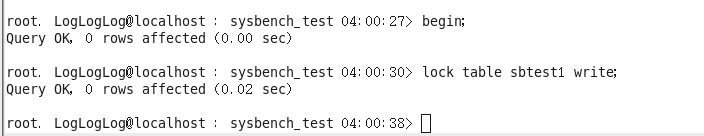 root. LogLogLog@localhost : sysbench_test 04:00:27> begin;
Query OK, 0 rows affected (0.00 sec)
root. LogLogLog@localhost : sysbench_test 04:00:30> lock table sbtest1 write;
Query OK, 0 rows affected (0.02 sec)
root. LogLogLog@localhost : sysbench_test 04:00:38>